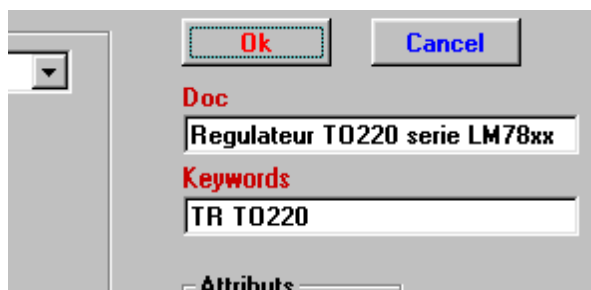 Ok Cancel
Doc
Regulateur TO220 serie LM78xx
Keywords
TR TO220
Attributs